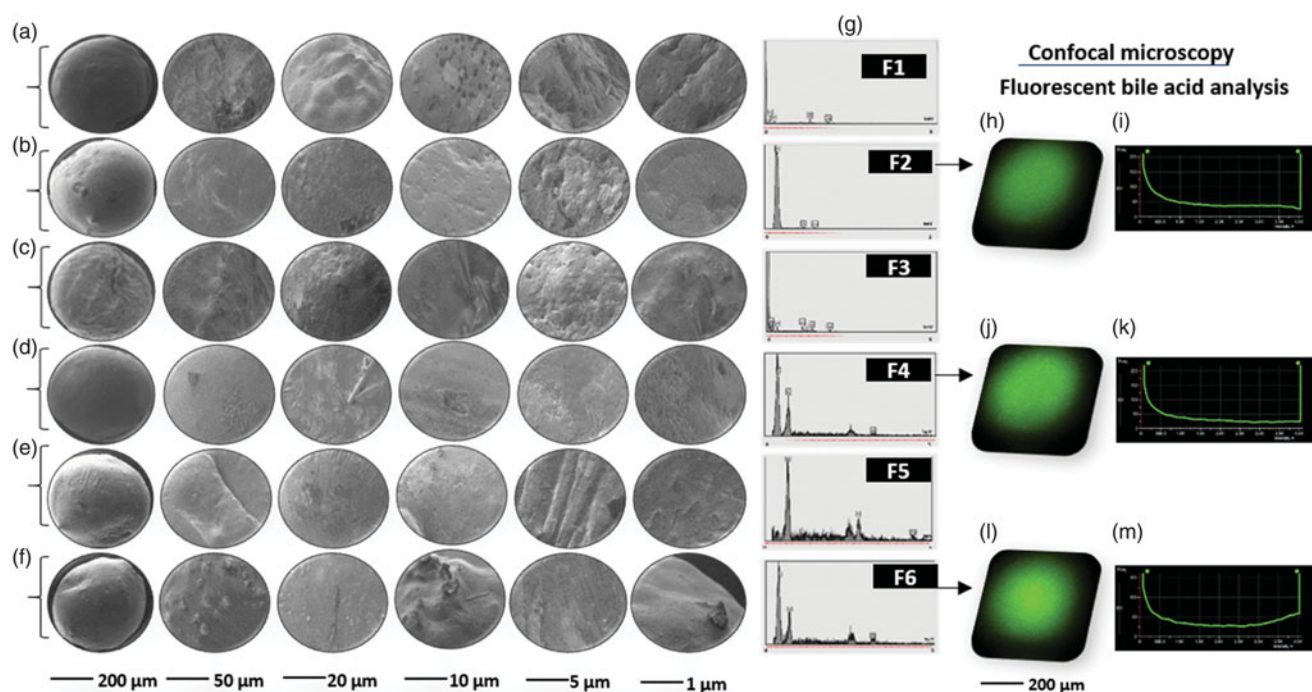 (a)
(b)
(c)
(d)
(e)
(f)
(g)
F1
F2
F3
F4
F5
F6
Confocal microscopy
Fluorescent bile acid analysis
(h)
(i)
(j)
(k)
(l)
(m)
200 µm
50 µm
20 µm
10 µm
5 µm
1 µm
200 µm